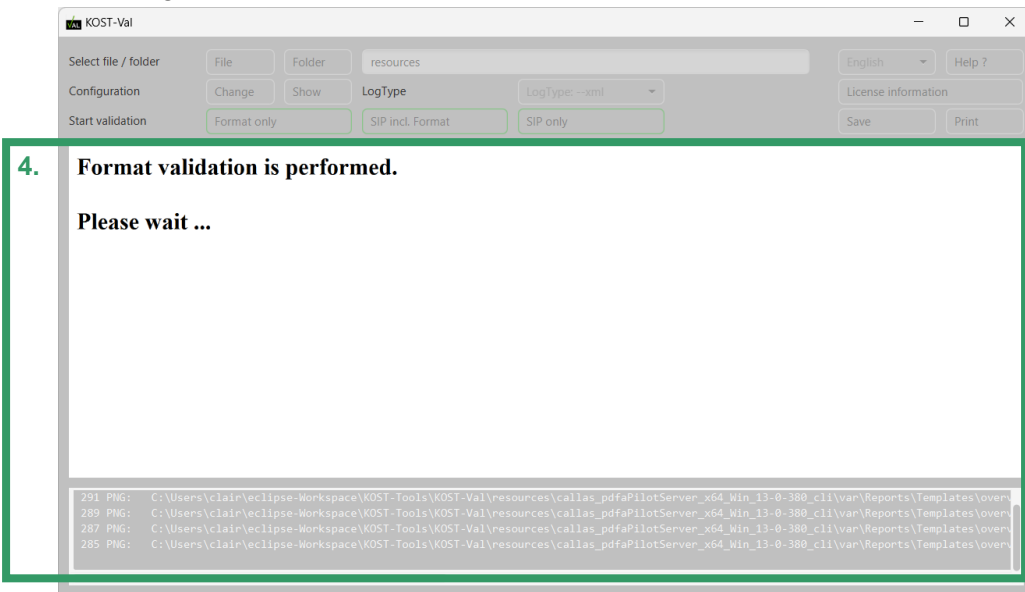 KOST-Val
Select file / folder File Folder resources English Help ?
Configuration Change Show LogType LogType: --xml License information
Start validation Format only SIP incl. Format SIP only Save Print
4. Format validation is performed.
Please wait ...
291 PNG: C:\Users\clair\eclipse-Workspace\KOST-Tools\KOST-Val\resources\callas_pdfaPilotServer_x64_Win_13-0-380_cli\var\Reports\Templates\overv
289 PNG: C:\Users\clair\eclipse-Workspace\KOST-Tools\KOST-Val\resources\callas_pdfaPilotServer_x64_Win_13-0-380_cli\var\Reports\Templates\overv
287 PNG: C:\Users\clair\eclipse-Workspace\KOST-Tools\KOST-Val\resources\callas_pdfaPilotServer_x64_Win_13-0-380_cli\var\Reports\Templates\overv
285 PNG: C:\Users\clair\eclipse-Workspace\KOST-Tools\KOST-Val\resources\callas_pdfaPilotServer_x64_Win_13-0-380_cli\var\Reports\Templates\overv